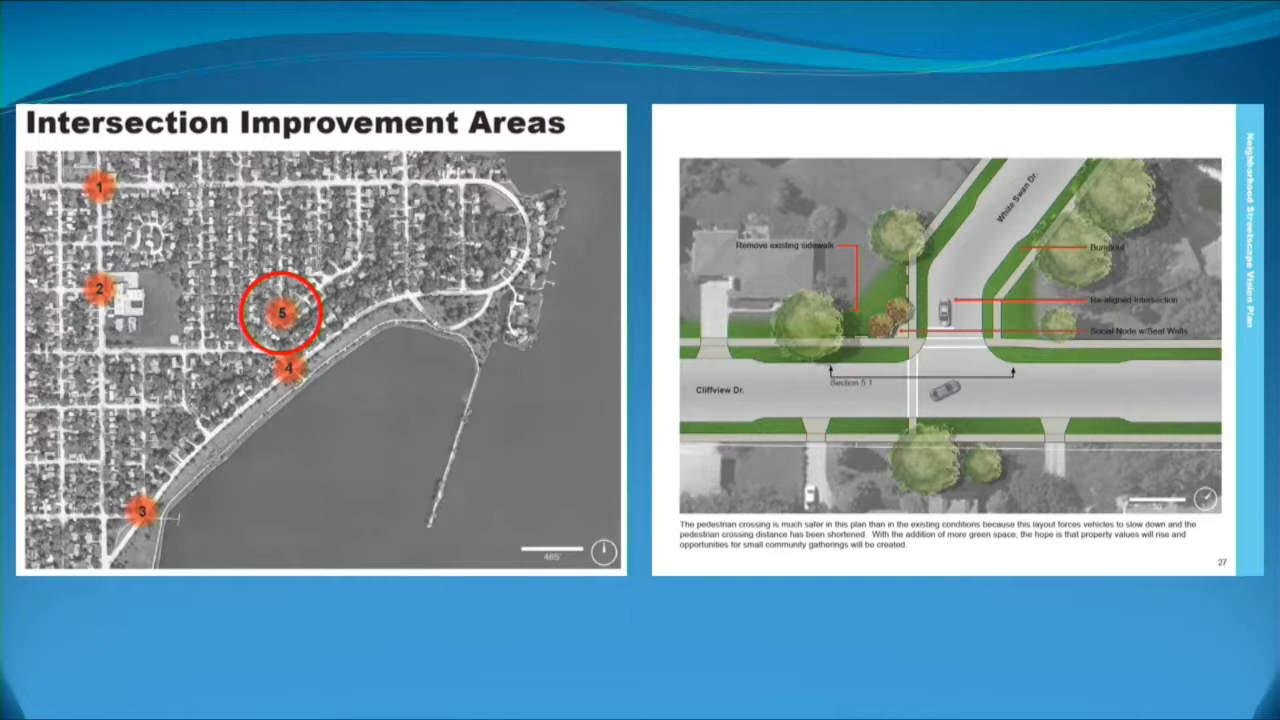 Intersection Improvement Areas
1
2
5
4
3
465'
Neighborhood Streetscape Vision Plan
White Swan Dr.
Remove existing sidewalk
Bumpout
Re-aligned Intersection
Social Node w/Seat Walls
Section 5.1
Cliffview Dr.
The pedestrian crossing is much safer in this plan than in the existing conditions because this layout forces vehicles to slow down and the
pedestrian crossing distance has been shortened. With the addition of more green space, the hope is that property values will rise and
opportunities for small community gatherings will be created.
27